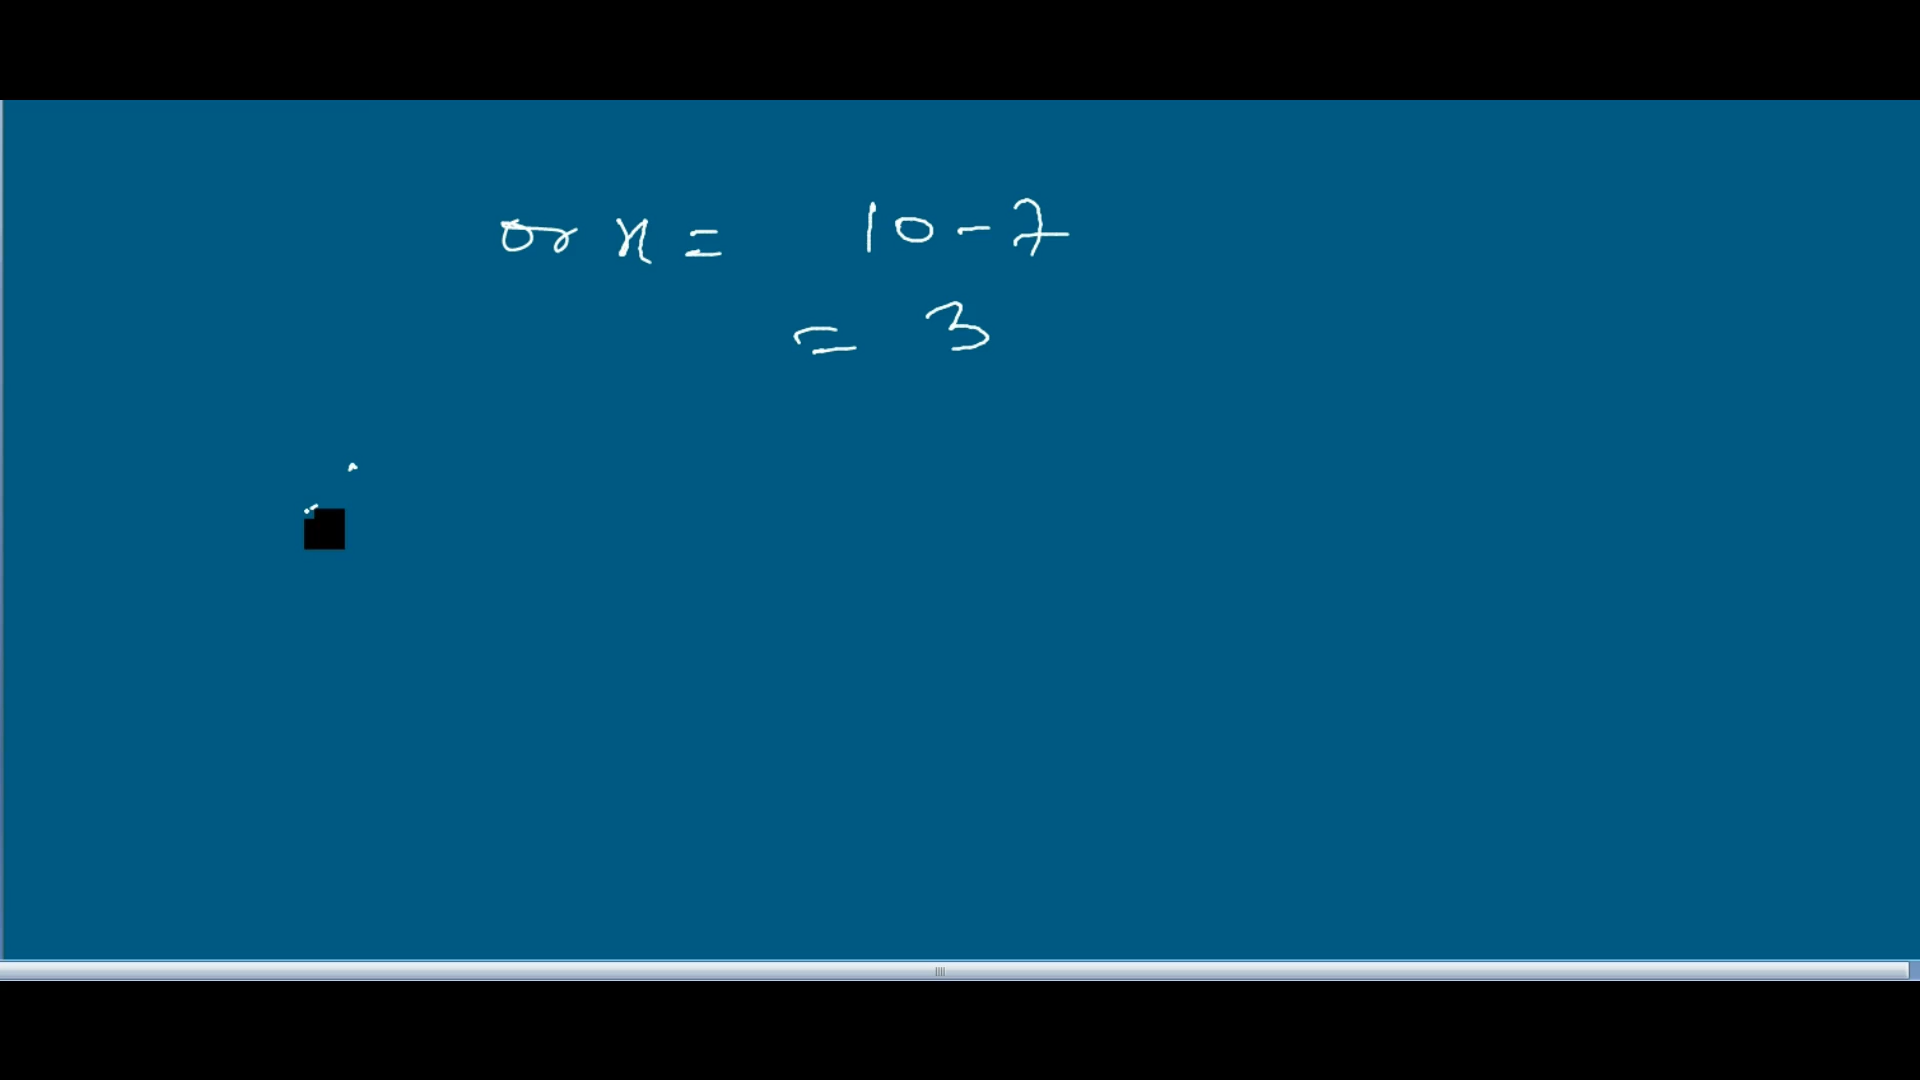 or x = 10 - 7
= 3